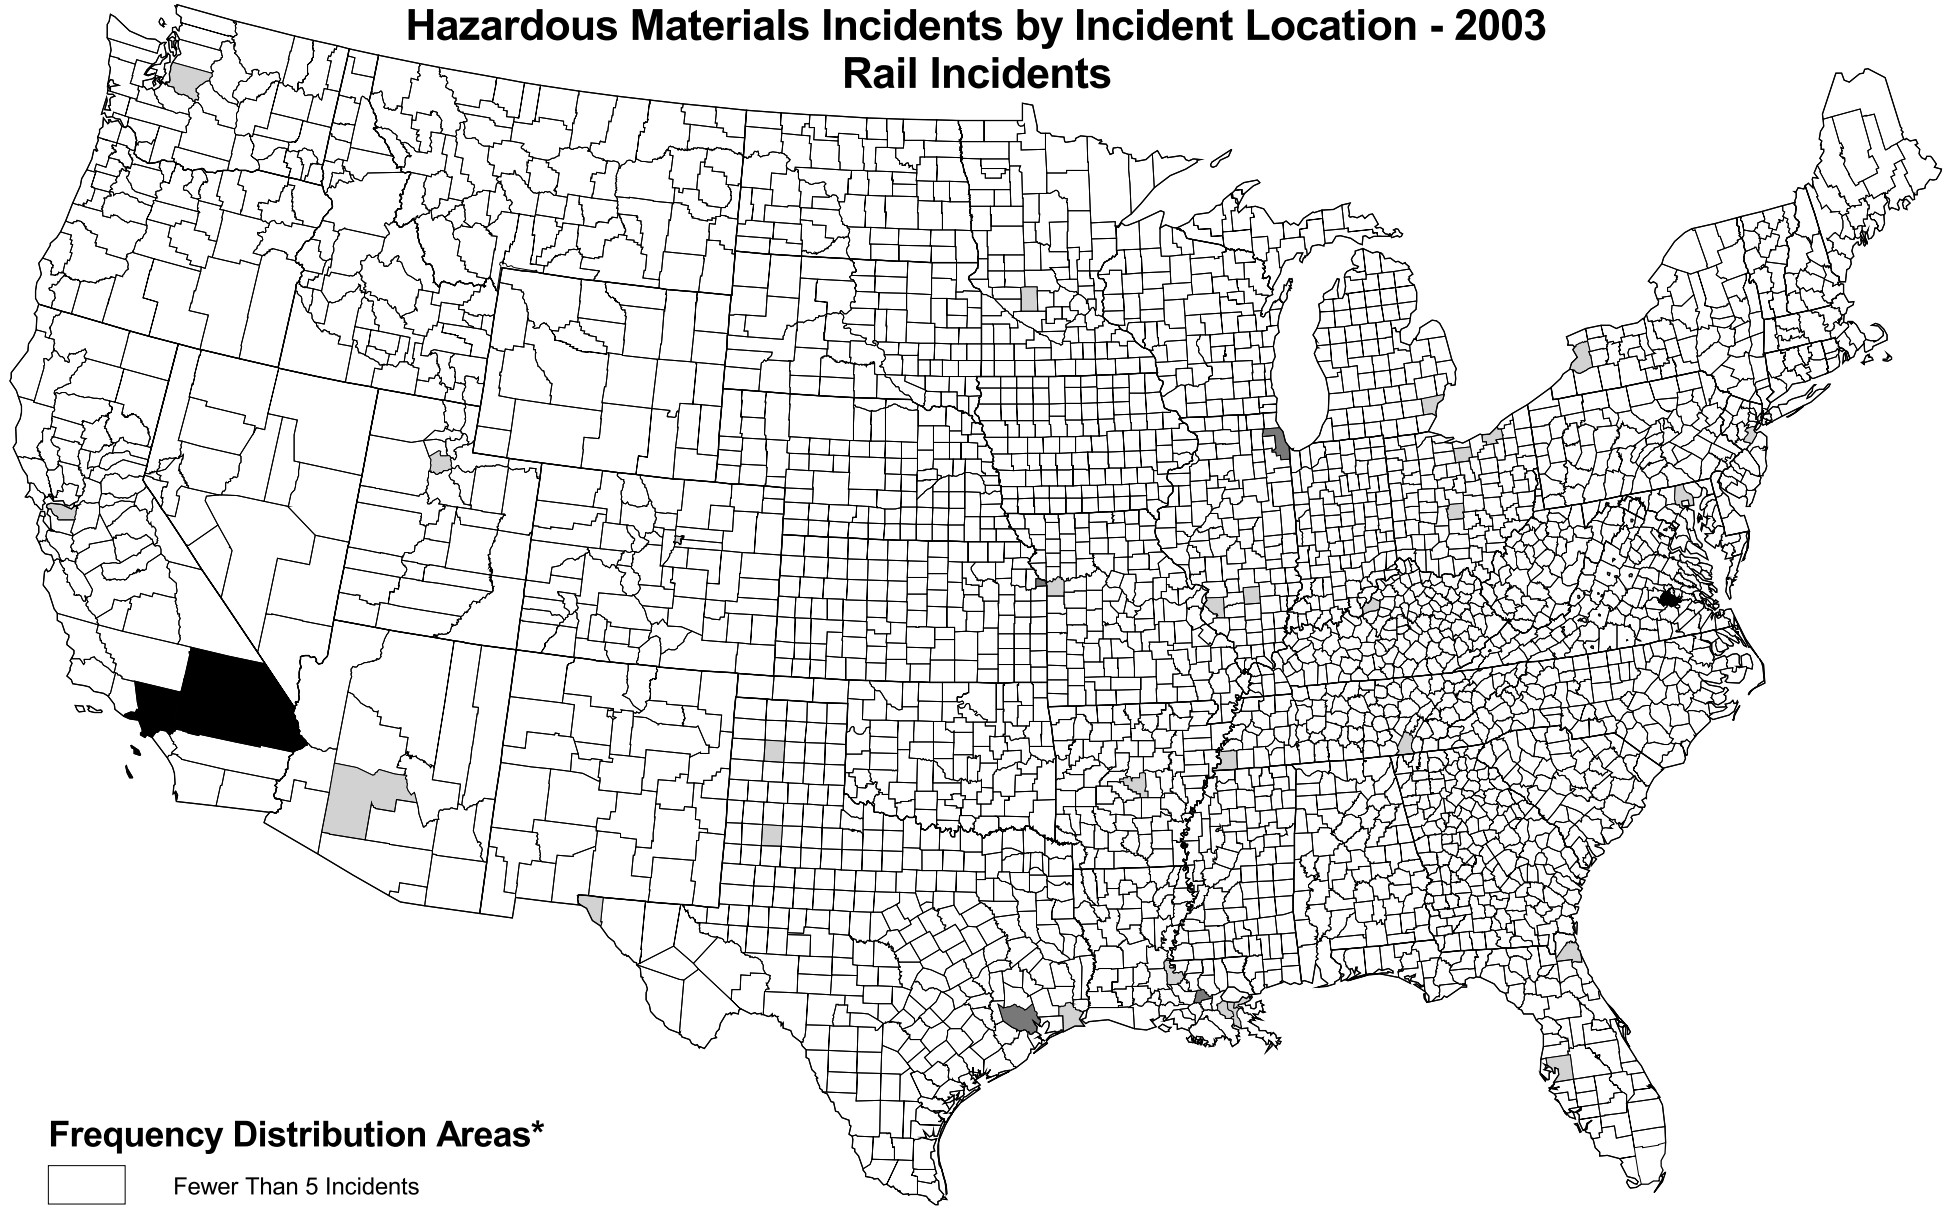 Hazardous Materials Incidents by Incident Location - 2003
Rail Incidents
Frequency Distribution Areas*
Fewer Than 5 Incidents